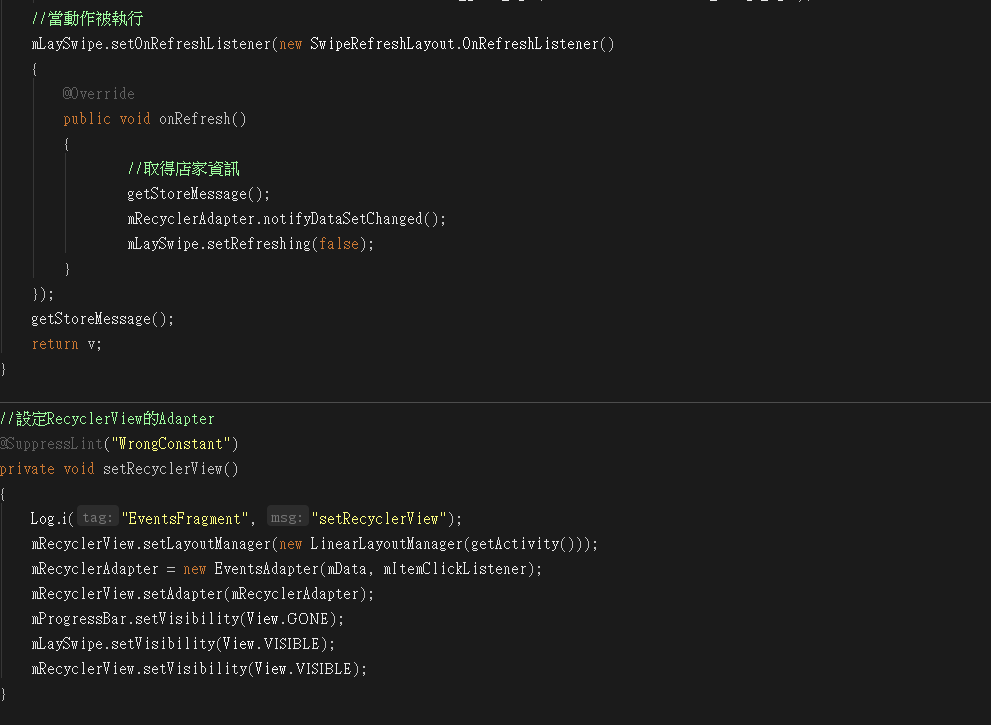 //當動作被執行
mLaySwipe.setOnRefreshListener(new SwipeRefreshLayout.OnRefreshListener()
{
@Override
public void onRefresh()
{
//取得店家資訊
getStoreMessage();
mRecyclerAdapter.notifyDataSetChanged();
mLaySwipe.setRefreshing(false);
}
});
getStoreMessage();
return v;
}
//設定RecyclerView的Adapter
@SuppressLint("WrongConstant")
private void setRecyclerView()
{
Log.i( tag: "EventsFragment", msg: "setRecyclerView");
mRecyclerView.setLayoutManager(new LinearLayoutManager(getActivity()));
mRecyclerAdapter = new EventsAdapter(mData, mItemClickListener);
mRecyclerView.setAdapter(mRecyclerAdapter);
mProgressBar.setVisibility(View.GONE);
mLaySwipe.setVisibility(View.VISIBLE);
mRecyclerView.setVisibility(View.VISIBLE);
}